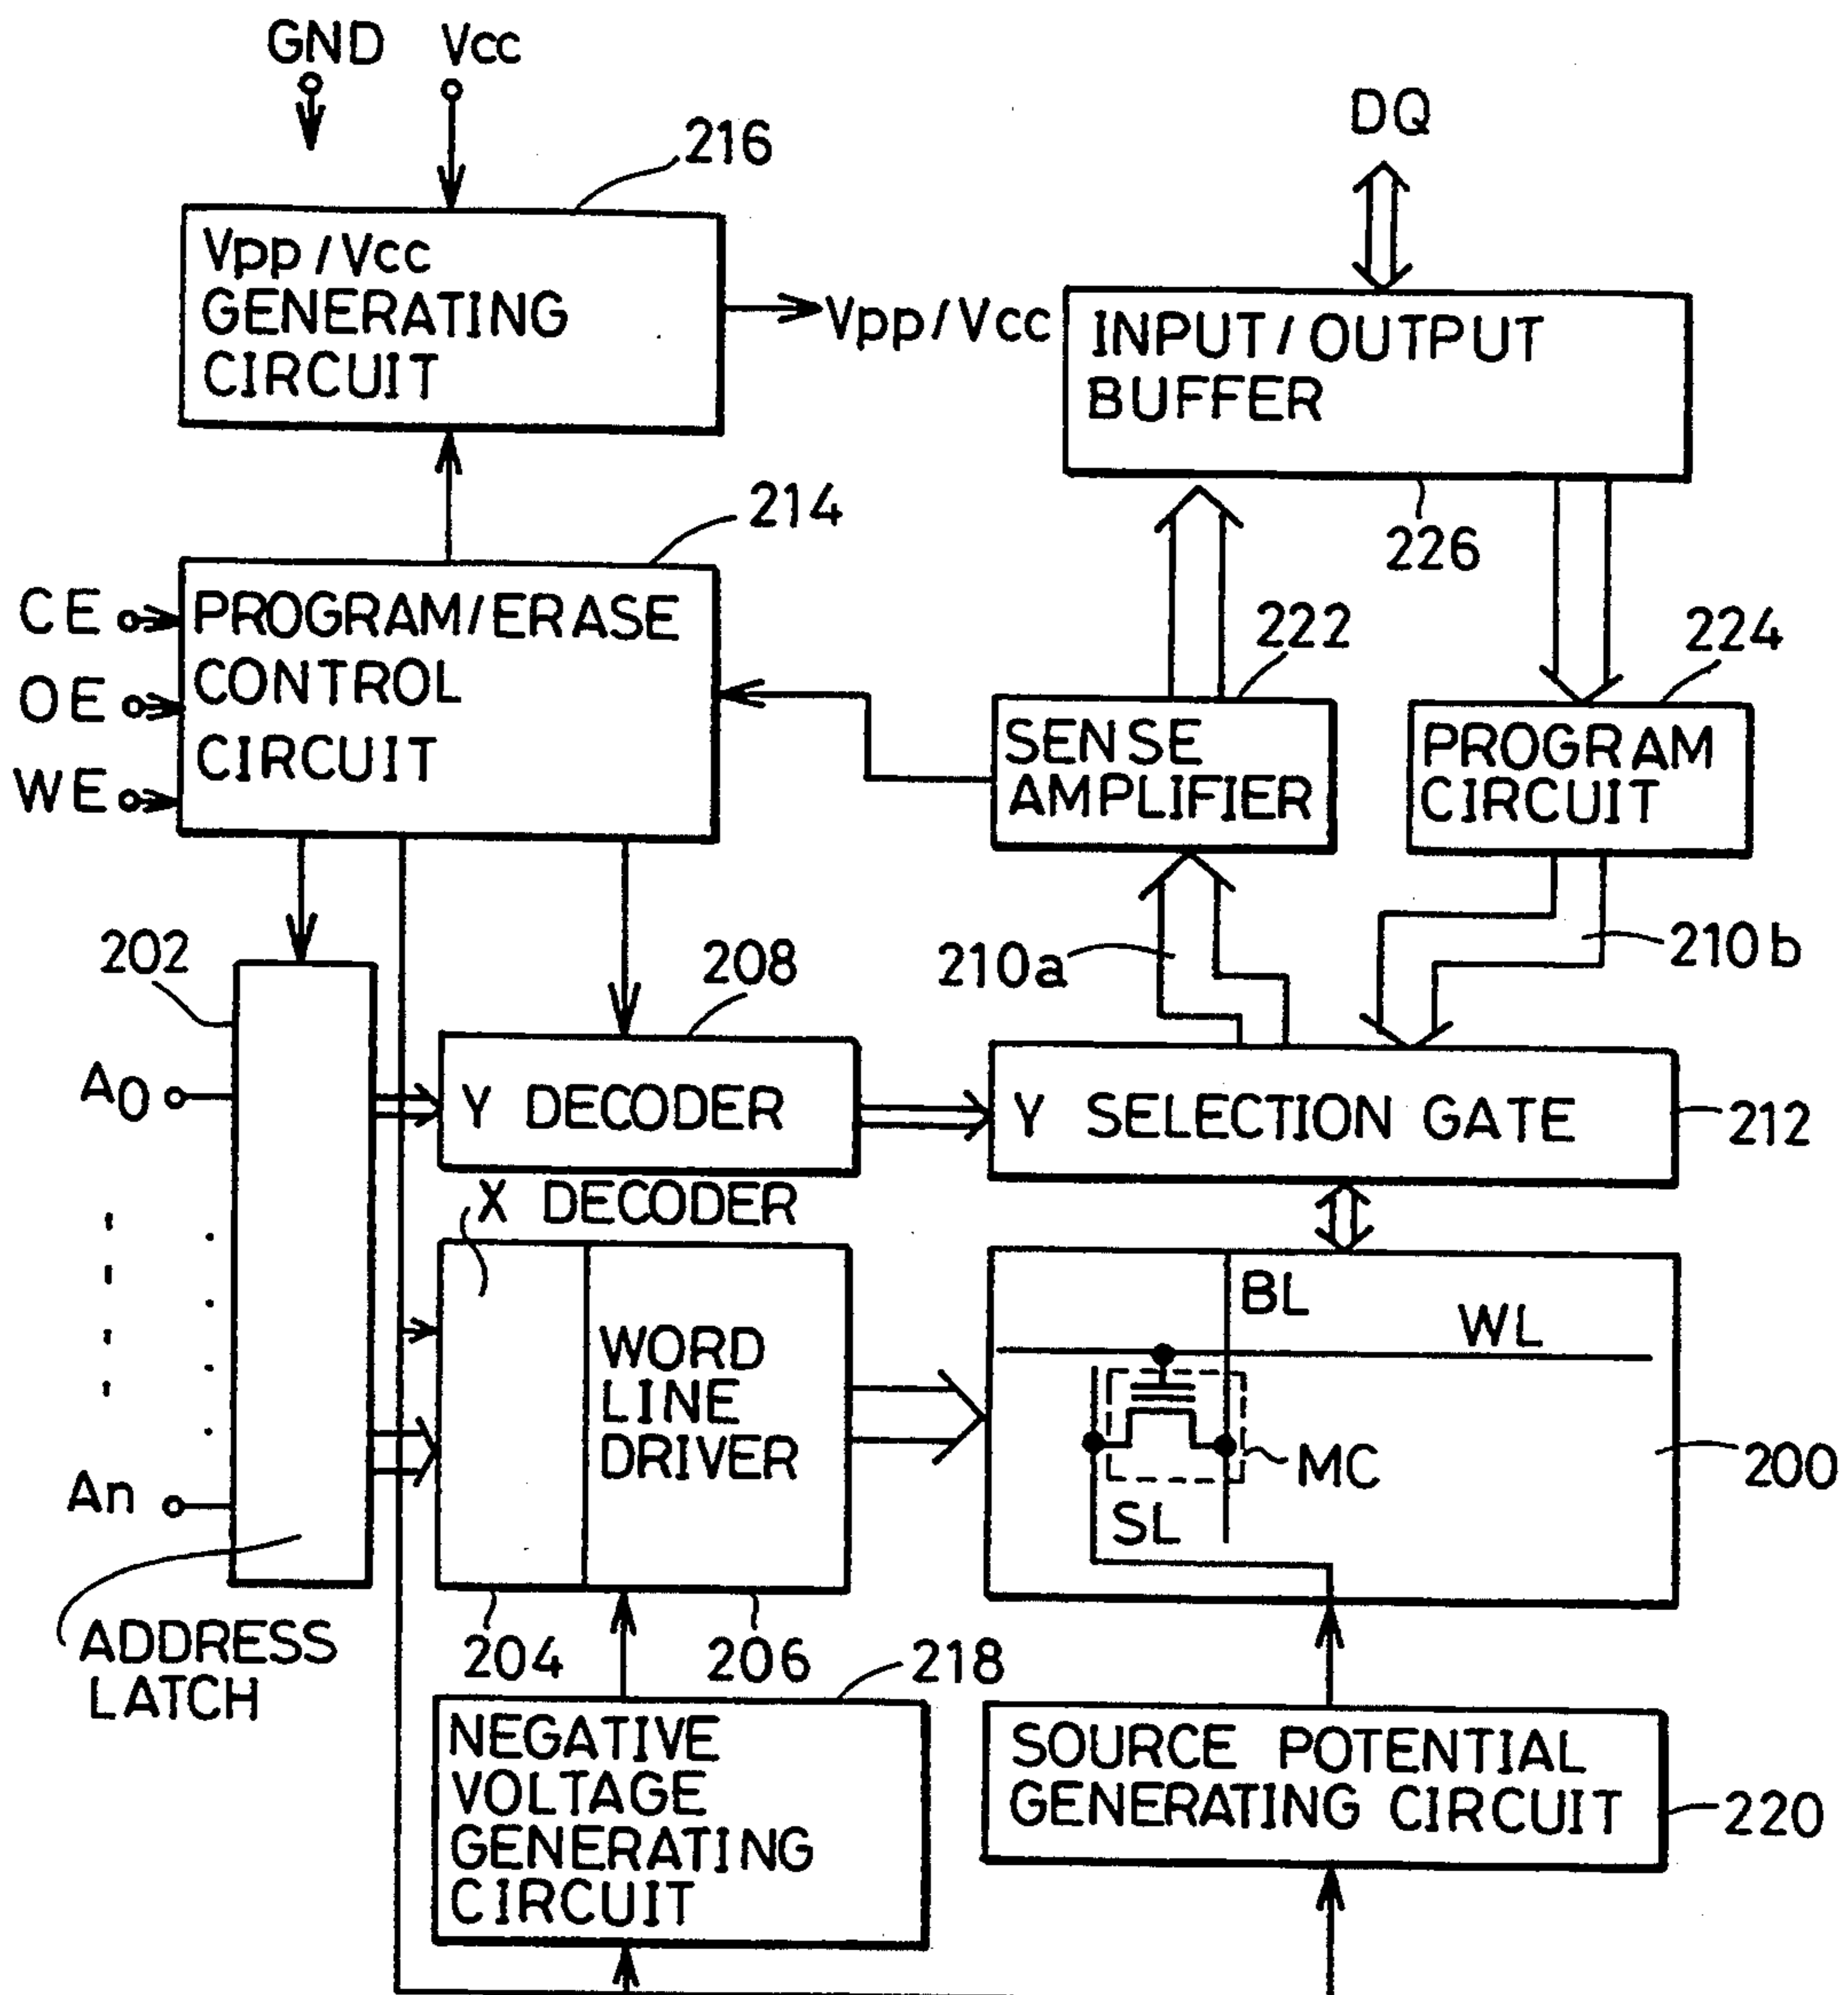 GND
Vcc
216
DQ
Vpp/Vcc
GENERATING
CIRCUIT
Vpp/Vcc
INPUT/OUTPUT
BUFFER
226
214
CE
OE
WE
PROGRAM/ERASE
CONTROL
CIRCUIT
222
224
SENSE
AMPLIFIER
PROGRAM
CIRCUIT
202
208
210a
210b
A0
Y DECODER
Y SELECTION GATE
212
X DECODER
BL
WL
WORD
LINE
DRIVER
MC
200
SL
An
ADDRESS
LATCH
204
206
218
NEGATIVE
VOLTAGE
GENERATING
CIRCUIT
SOURCE POTENTIAL
GENERATING CIRCUIT
220